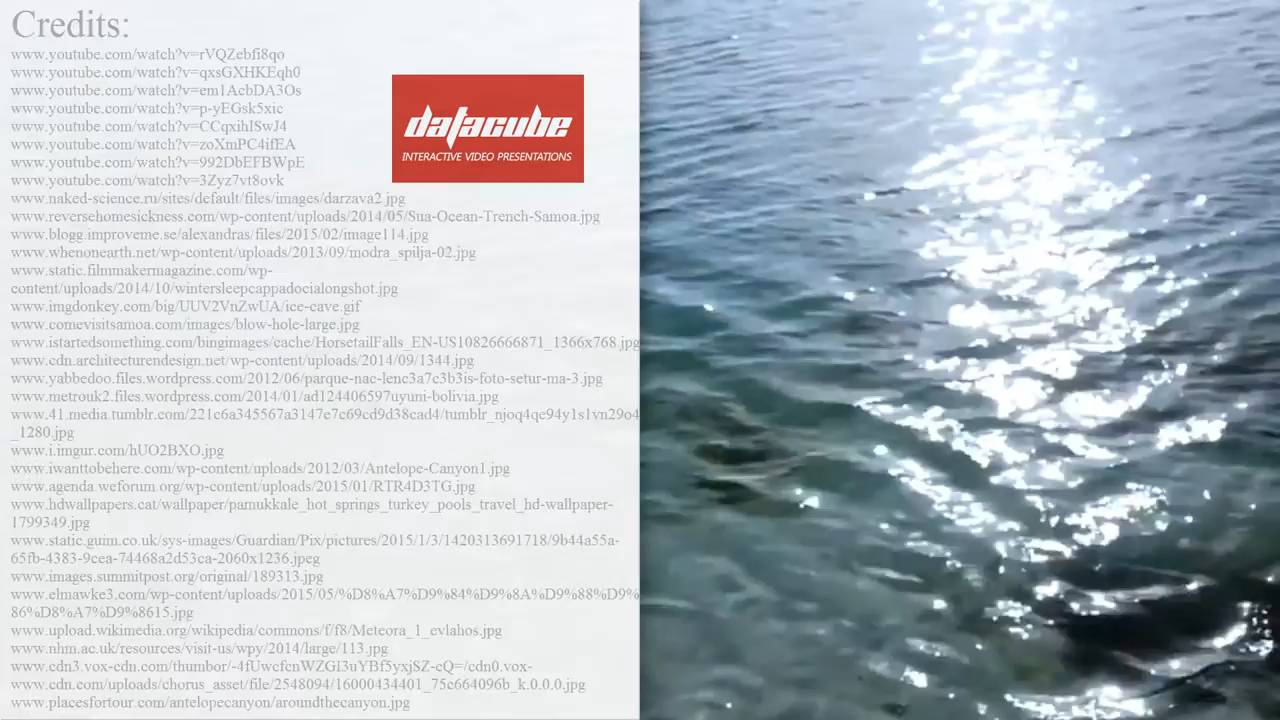 Credits:
www.youtube.com/watch?v=rVQZebfi8qo
www.youtube.com/watch?v=qxsGXHKEqh0
www.youtube.com/watch?v=em1AcbDA3Os
www.youtube.com/watch?v=p-yEGsk5xic
www.youtube.com/watch?v=CCqxihISwJ4
www.youtube.com/watch?v=zoXmPC4ifEA
www.youtube.com/watch?v=992DbEFBWpE
www.youtube.com/watch?v=3Zyz7vt8ovk
datacube
INTERACTIVE VIDEO PRESENTATIONS
www.naked-science.ru/sites/default/files/images/darzava2.jpg
www.reversehomesickness.com/wp-content/uploads/2014/05/Sua-Ocean-Trench-Samoa.jpg
www.blogg.improveme.se/alexandras/files/2015/02/image114.jpg
www.whenonearth.net/wp-content/uploads/2013/09/modra_spilja-02.jpg
www.static.filmmakermagazine.com/wp-
content/uploads/2014/10/wintersleepcappadocialongshot.jpg
www.imgdonkey.com/big/UUV2VnZwUA/ice-cave.gif
www.comevisitsamoa.com/images/blow-hole-large.jpg
www.istartedsomething.com/bingimages/cache/HorsetailFalls_EN-US10826666871_1366x768.jpg
www.cdn.architecturendesign.net/wp-content/uploads/2014/09/1344.jpg
www.yabbedoo.files.wordpress.com/2012/06/parque-nac-lenc3a7c3b3is-foto-setur-ma-3.jpg
www.metrouk2.files.wordpress.com/2014/01/ad124406597uyuni-bolivia.jpg
www.41.media.tumblr.com/221c6a345567a3147e7c69cd9d38cad4/tumblr_njoq4qe94y1s1vn29o4
_1280.jpg
www.i.imgur.com/hUO2BXO.jpg
www.iwanttobehere.com/wp-content/uploads/2012/03/Antelope-Canyon1.jpg
www.agenda.weforum.org/wp-content/uploads/2015/01/RTR4D3TG.jpg
www.hdwallpapers.cat/wallpaper/pamukkale_hot_springs_turkey_pools_travel_hd-wallpaper-
1799349.jpg
www.static.guim.co.uk/sys-images/Guardian/Pix/pictures/2015/1/3/1420313691718/9b44a55a-
65fb-4383-9cea-74468a2d53ca-2060x1236.jpeg
www.images.summitpost.org/original/189313.jpg
www.elmawke3.com/wp-content/uploads/2015/05/%D8%A7%D9%84%D9%8A%D9%88%D9%
86%D8%A7%D9%8615.jpg
www.upload.wikimedia.org/wikipedia/commons/f/f8/Meteora_1_evlahos.jpg
www.nhm.ac.uk/resources/visit-us/wpy/2014/large/113.jpg
www.cdn3.vox-cdn.com/thumbor/-4fUwcfcnWZGI3uYBf5yxjSZ-cQ=/cdn0.vox-
www.cdn.com/uploads/chorus_asset/file/2548094/16000434401_75c664096b_k.0.0.0.jpg
www.placesfortour.com/antelopecanyon/aroundthecanyon.jpg